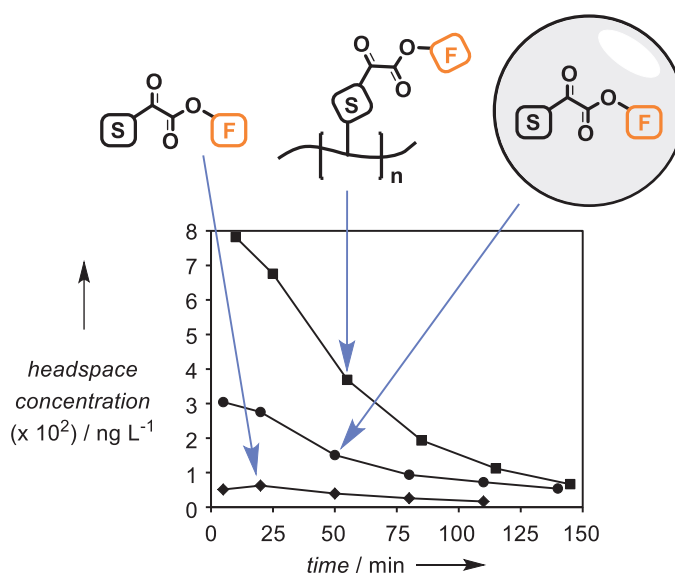 O
O
O
S
F
O
O
O
S
F
n
O
O
O
S
F
headspace
concentration
(x 10²) / ng L⁻¹
8
7
6
5
4
3
2
1
0
0 25 50 75 100 125 150
time / min